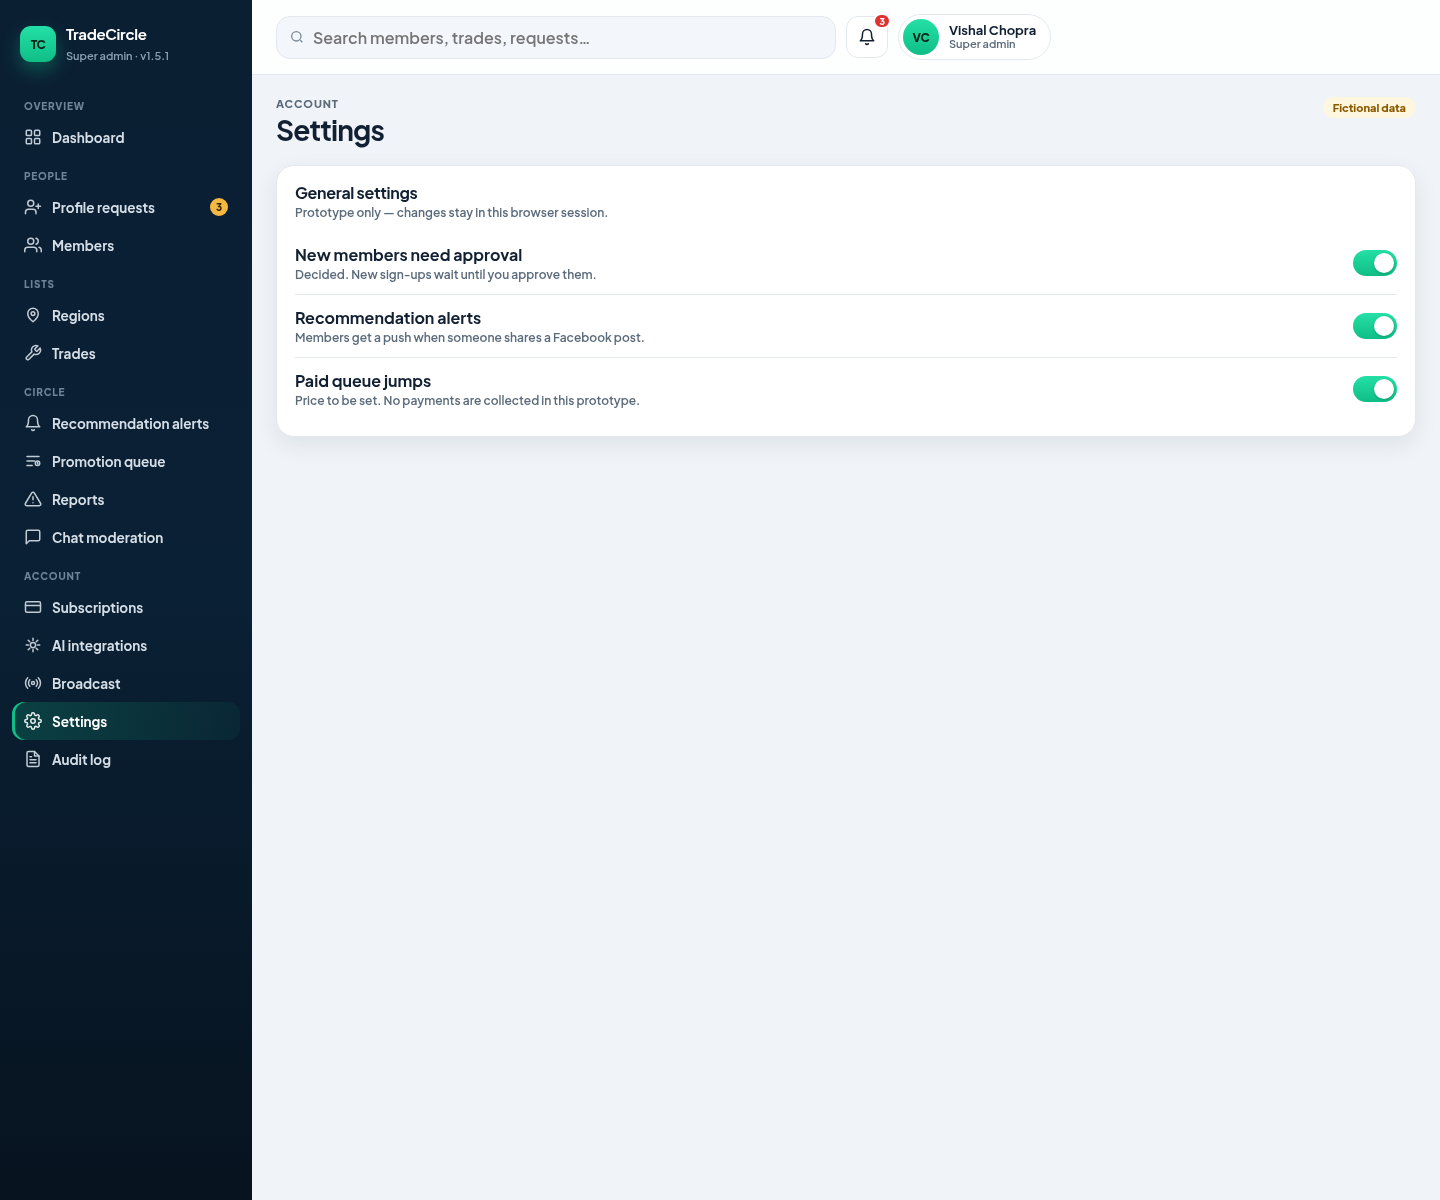 TC
TradeCircle
Super admin · v1.5.1
OVERVIEW
Dashboard
PEOPLE
Profile requests
3
Members
LISTS
Regions
Trades
CIRCLE
Recommendation alerts
Promotion queue
Reports
Chat moderation
ACCOUNT
Subscriptions
AI integrations
Broadcast
Settings
Audit log
Search members, trades, requests...
3
VC
Vishal Chopra
Super admin
ACCOUNT
Settings
Fictional data
General settings
Prototype only — changes stay in this browser session.
New members need approval
Decided. New sign-ups wait until you approve them.
Recommendation alerts
Members get a push when someone shares a Facebook post.
Paid queue jumps
Price to be set. No payments are collected in this prototype.